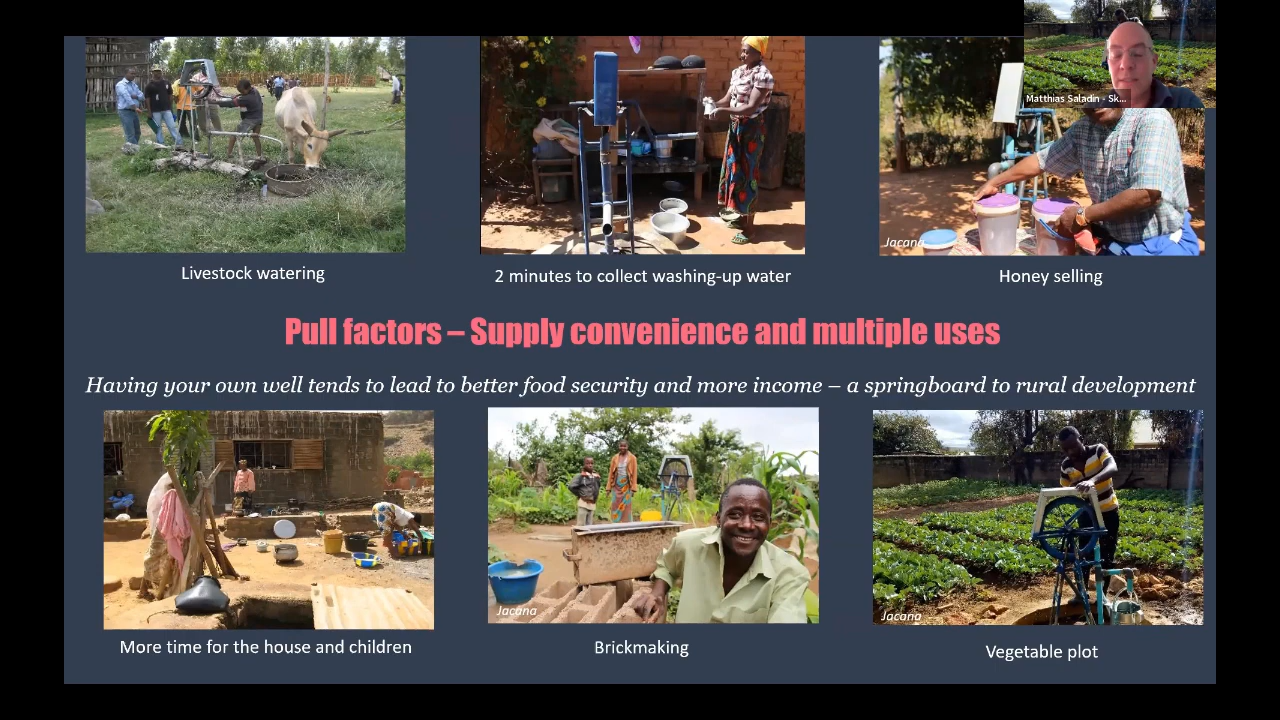 Matthias Saladin - Sk...
Jacana
Livestock watering
2 minutes to collect washing-up water
Honey selling
Pull factors – Supply convenience and multiple uses
Having your own well tends to lead to better food security and more income – a springboard to rural development
Jacana
Jacana
More time for the house and children
Brickmaking
Vegetable plot